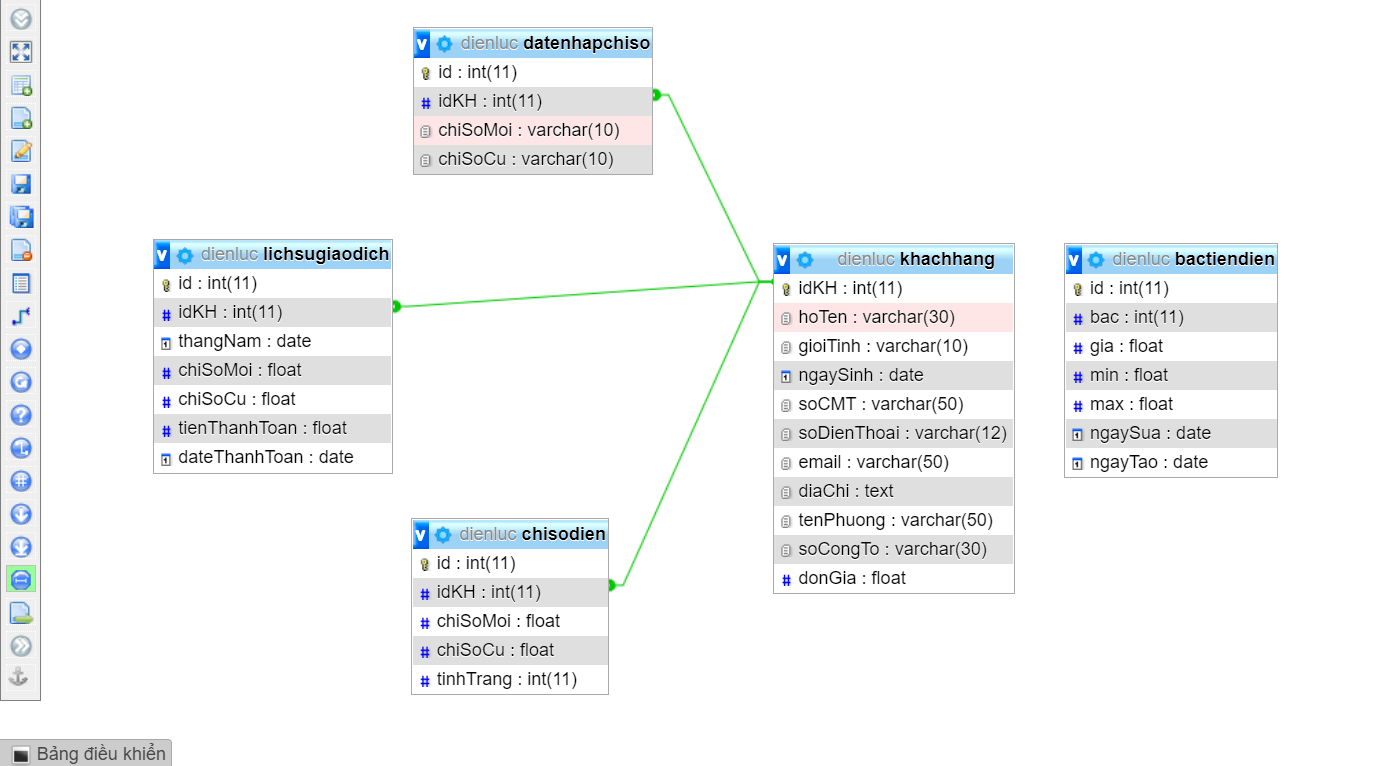 v dienluc datenhapchiso
id : int(11)
# idKH : int(11)
chiSoMoi : varchar(10)
chiSoCu : varchar(10)
v dienluc lichsugiaodich
id : int(11)
# idKH : int(11)
thangNam : date
# chiSoMoi : float
# chiSoCu : float
# tienThanhToan : float
dateThanhToan : date
v dienluc chisodien
id : int(11)
# idKH : int(11)
# chiSoMoi : float
# chiSoCu : float
# tinhTrang : int(11)
v dienluc khachhang
idKH : int(11)
hoTen : varchar(30)
gioiTinh : varchar(10)
ngaySinh : date
soCMT : varchar(50)
soDienThoai : varchar(12)
email : varchar(50)
diaChi : text
tenPhuong : varchar(50)
soCongTo : varchar(30)
# donGia : float
v dienluc bactiendien
id : int(11)
# bac : int(11)
# gia : float
# min : float
# max : float
ngaySua : date
ngayTao : date
Bảng điều khiển